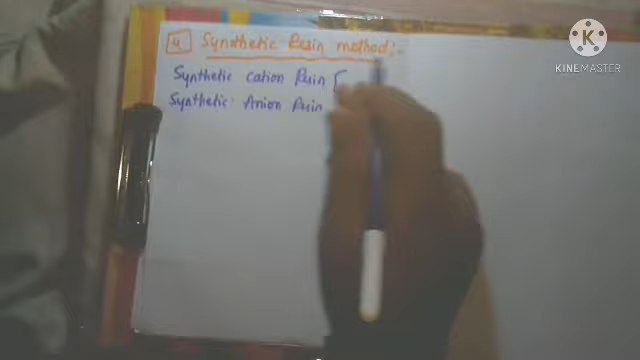 4 Synthetic Resin method:-
Synthetic cation Resin [
Synthetic Anion Resin
K
KINEMASTER